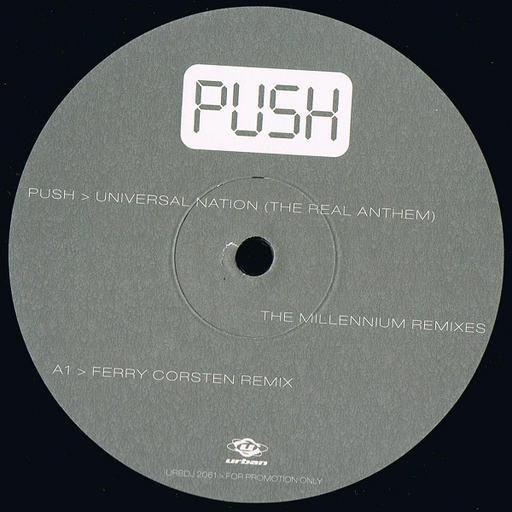 PUSH
PUSH > UNIVERSAL NATION (THE REAL ANTHEM)
THE MILLENNIUM REMIXES
A1 > FERRY CORSTEN REMIX
u
urban
URBDJ 2061 > FOR PROMOTION ONLY